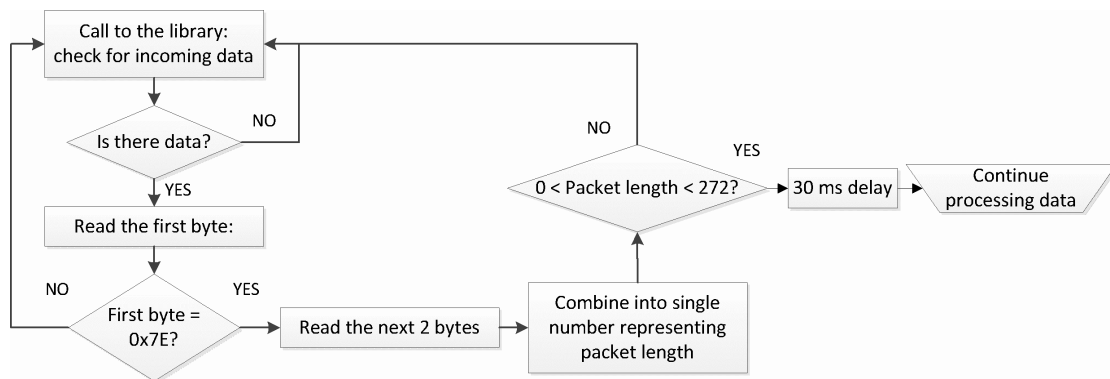 Call to the library:
check for incoming data
Is there data?
NO
YES
Read the first byte:
First byte =
0x7E?
NO
YES
Read the next 2 bytes
Combine into single
number representing
packet length
0 < Packet length < 272?
NO
YES
30 ms delay
Continue
processing data